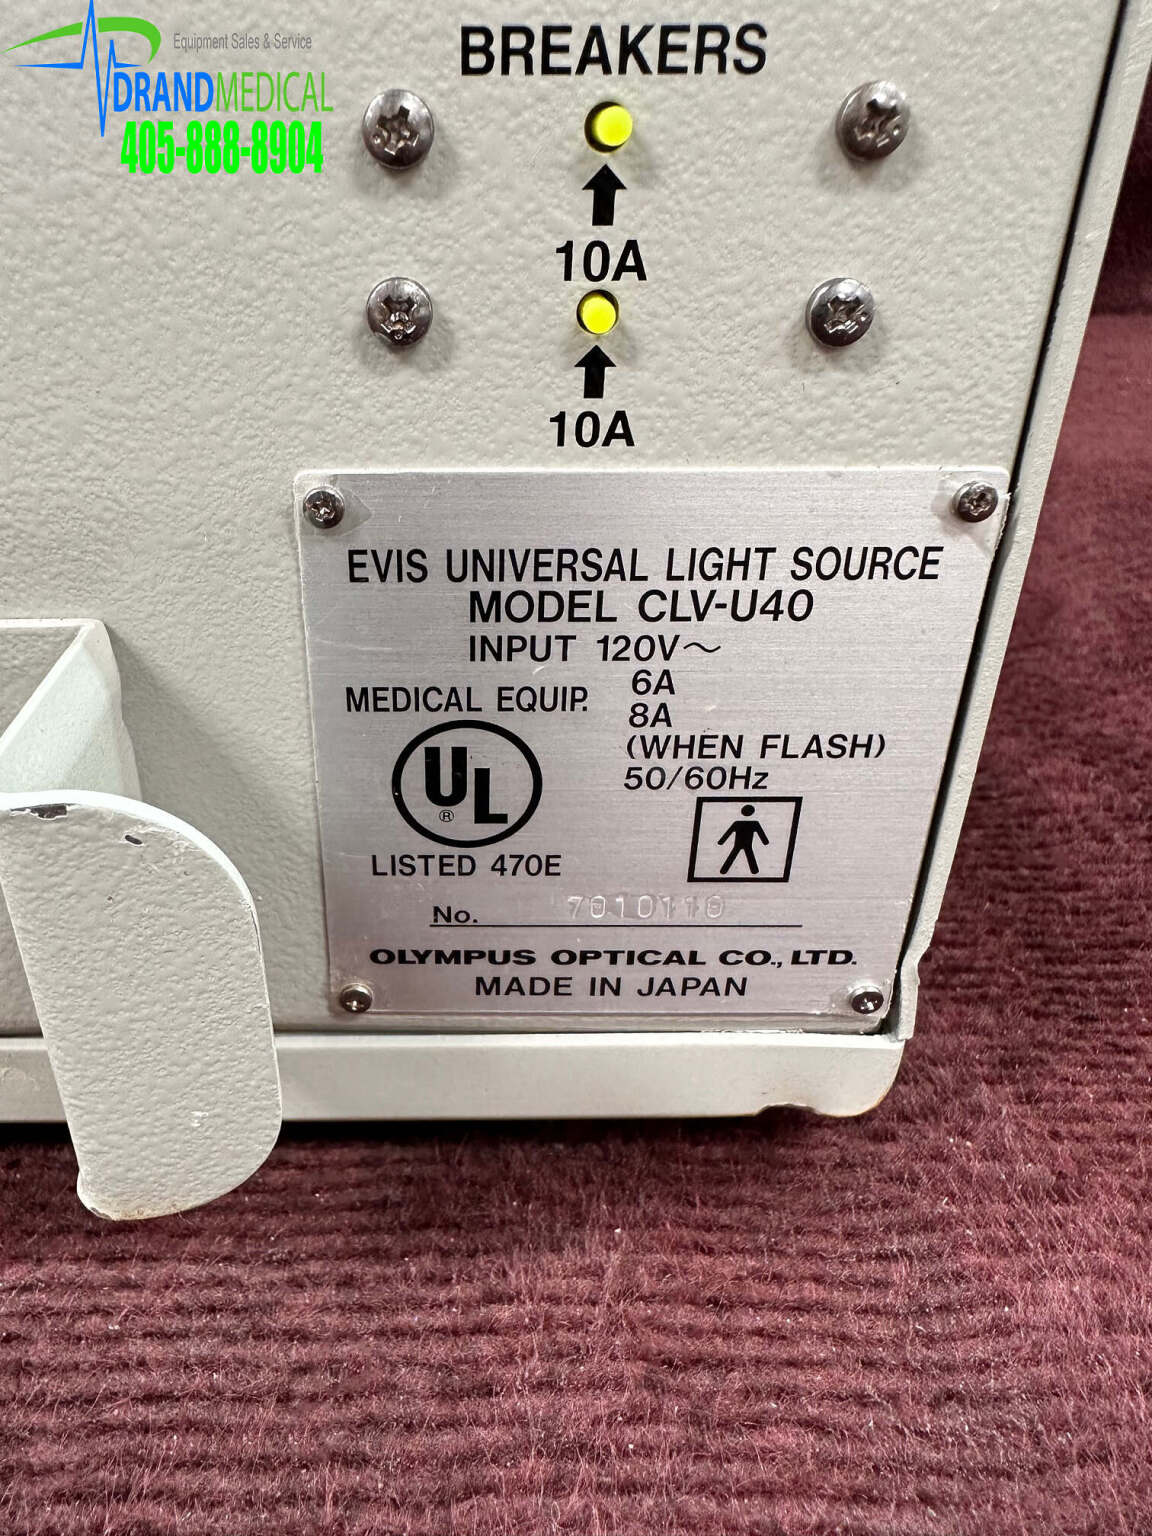 Equipment Sales & Service
DRANDMEDICAL
405-888-8904
BREAKERS
10A
10A
EVIS UNIVERSAL LIGHT SOURCE
MODEL CLV-U40
INPUT 120V~
6A
MEDICAL EQUIP.
8A
(WHEN FLASH)
50/60Hz
UL
®
LISTED 470E
No. 7010110
OLYMPUS OPTICAL CO., LTD.
MADE IN JAPAN